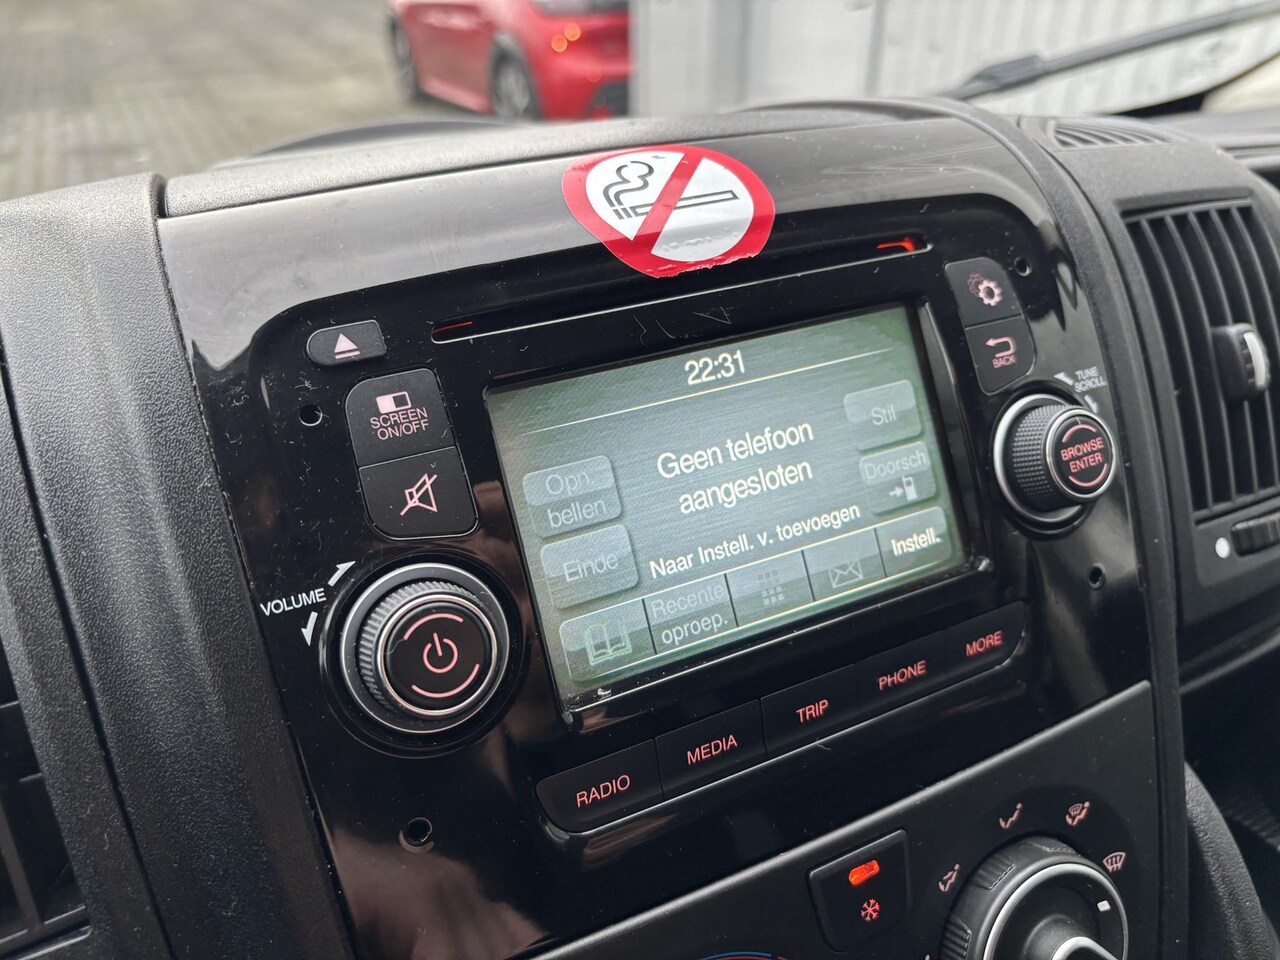 22:31
Geen telefoon
aangesloten
Naar Instell. v. toevoegen
Opn.
bellen
Einde
Stil
Doorsch
Recente
oproep.
Instell.
SCREEN
ON/OFF
VOLUME
BACK
TUNE
SCROLL
BROWSE
ENTER
RADIO
MEDIA
TRIP
PHONE
MORE